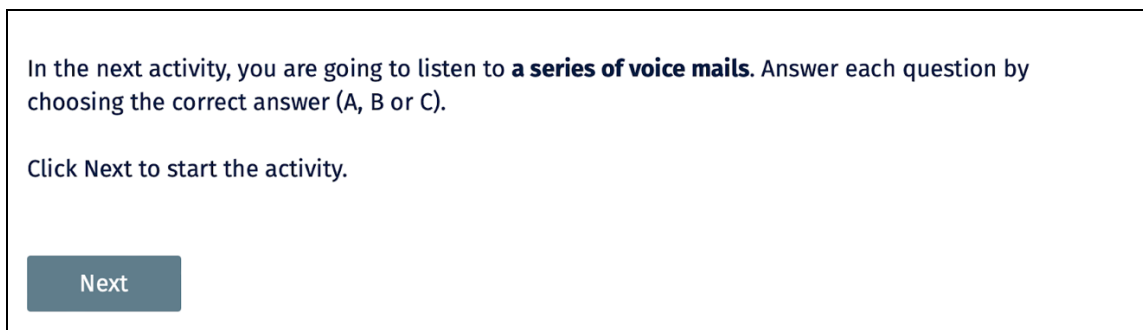 In the next activity, you are going to listen to a series of voice mails. Answer each question by
choosing the correct answer (A, B or C).
Click Next to start the activity.
Next